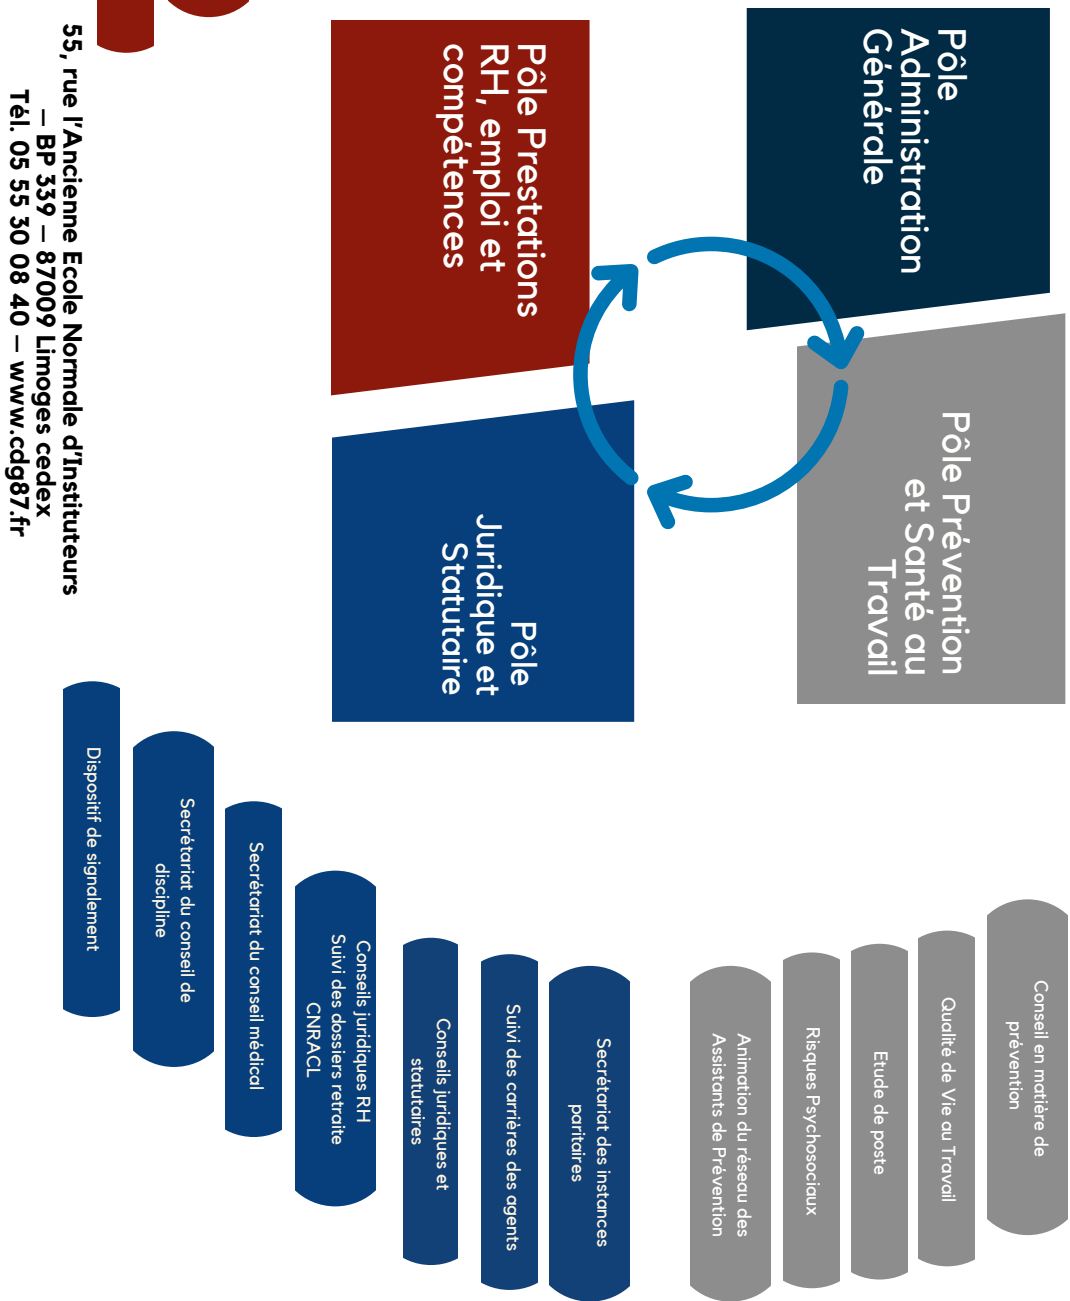 Pôle
Administration
Générale
Pôle Prévention
et Santé au
Travail
Pôle Prestations
RH, emploi et
compétences
Pôle
Juridique et
Statutaire
Conseil en matière de
prévention
Qualité de Vie au Travail
Etude de poste
Risques Psychosociaux
Animation du réseau des
Assistants de Prévention
Secrétariat des instances
paritaires
Suivi des carrières des agents
Conseils juridiques et
statutaires
Conseils juridiques RH
Suivi des dossiers retraite
CNRACL
Secrétariat du conseil médical
Secrétariat du conseil de
discipline
Dispositif de signalement
55, rue l'Ancienne Ecole Normale d'Instituteurs
– BP 339 – 87009 Limoges cedex
Tél. 05 55 30 08 40 – www.cdg87.fr